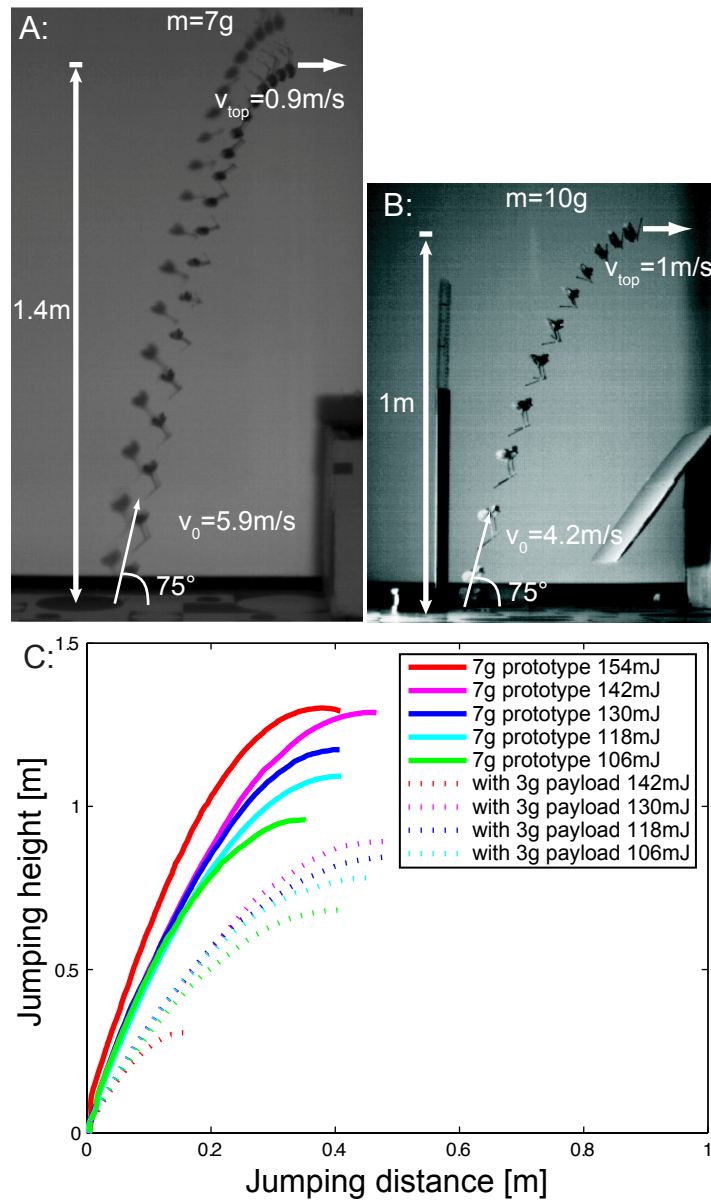 A:
m=7g
v_top=0.9m/s
1.4m
v_0=5.9m/s
75°
B:
m=10g
v_top=1m/s
1m
v_0=4.2m/s
75°
C:
1.5
1
0.5
0
Jumping height [m]
7g prototype 154mJ
7g prototype 142mJ
7g prototype 130mJ
7g prototype 118mJ
7g prototype 106mJ
with 3g payload 142mJ
with 3g payload 130mJ
with 3g payload 118mJ
with 3g payload 106mJ
0 0.2 0.4 0.6 0.8 1
Jumping distance [m]